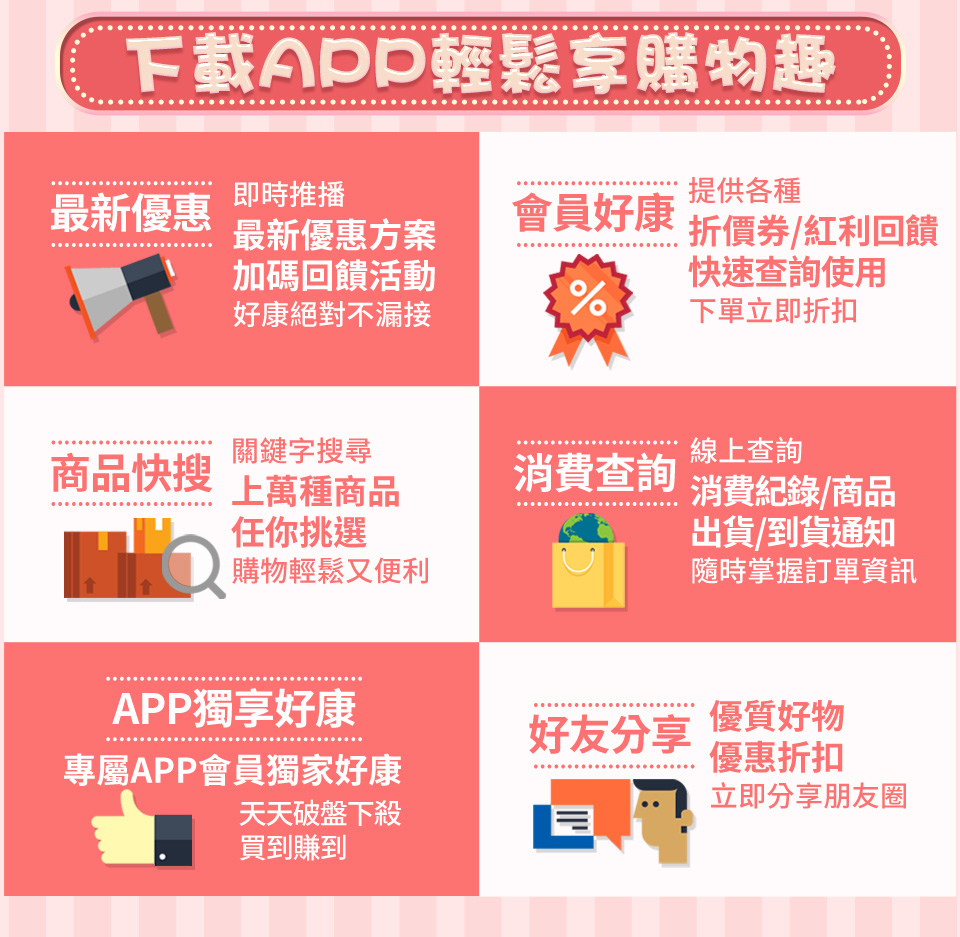 下載APP輕鬆享購物趣
最新優惠
即時推播
最新優惠方案
加碼回饋活動
好康絕對不漏接
會員好康
提供各種
折價券/紅利回饋
快速查詢使用
下單立即折扣
%
商品快搜
關鍵字搜尋
上萬種商品
任你挑選
購物輕鬆又便利
消費查詢
線上查詢
消費紀錄/商品
出貨/到貨通知
隨時掌握訂單資訊
APP獨享好康
專屬APP會員獨家好康
天天破盤下殺
買到賺到
好友分享
優質好物
優惠折扣
立即分享朋友圈